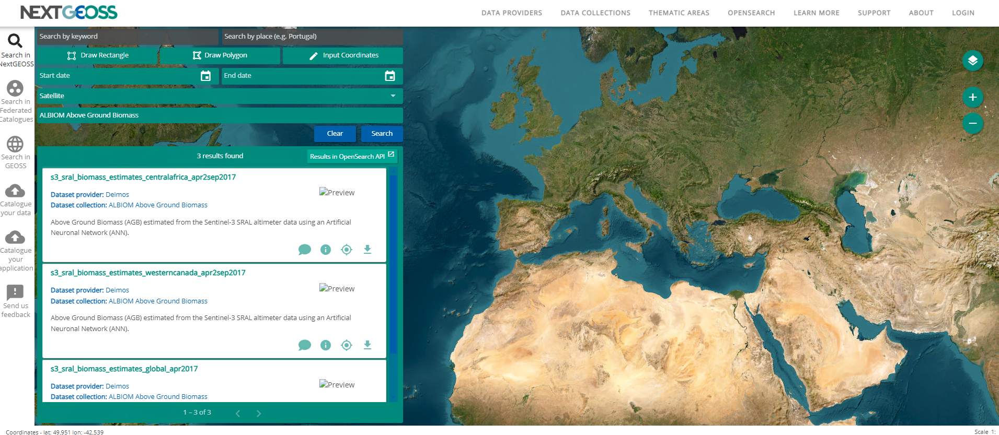 NEXTGEOSS
DATA PROVIDERS
DATA COLLECTIONS
THEMATIC AREAS
OPENSEARCH
LEARN MORE
SUPPORT
ABOUT
LOGIN
Search in
NextGEOSS
Search in
Federated
Catalogues
Search in
GEOSS
Catalogue
your data
Catalogue
your
application
Send us
feedback
Search by keyword
Search by place (e.g. Portugal)
Draw Rectangle
Draw Polygon
Input Coordinates
Start date
End date
Satellite
ALBIOM Above Ground Biomass
Clear
Search
3 results found
Results in OpenSearch API
s3_sral_biomass_estimates_centralafrica_apr2sep2017
Dataset provider: Deimos
Dataset collection: ALBIOM Above Ground Biomass
Preview
Above Ground Biomass (AGB) estimated from the Sentinel-3 SRAL altimeter data using an Artificial
Neuronal Network (ANN).
s3_sral_biomass_estimates_westerncanada_apr2sep2017
Dataset provider: Deimos
Dataset collection: ALBIOM Above Ground Biomass
Preview
Above Ground Biomass (AGB) estimated from the Sentinel-3 SRAL altimeter data using an Artificial
Neuronal Network (ANN).
s3_sral_biomass_estimates_global_apr2017
Dataset provider: Deimos
Dataset collection: ALBIOM Above Ground Biomass
Preview
1 – 3 of 3
Coordinates - lat: 49,951 lon: -42,539
Scale 1: